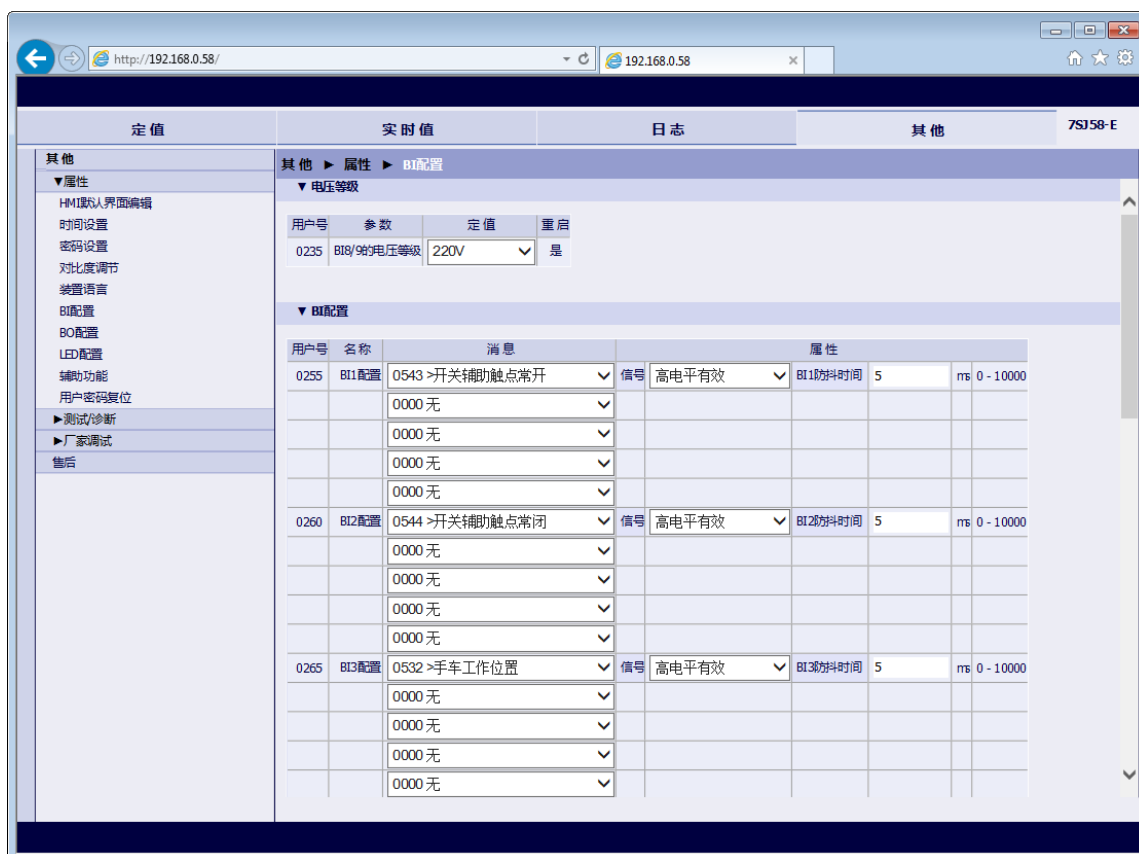 http://192.168.0.58/
192.168.0.58
定值 实时值 日志 其他 7SJ58-E
其他
▼属性
HMI默认界面编辑
时间设置
密码设置
对比度调节
装置语言
BI配置
BO配置
LED配置
辅助功能
用户密码复位
►测试/诊断
►厂家调试
售后
其他 ► 属性 ► BI配置
▼ 电压等级
用户号 参数 定值 重启
0235 BI8/9的电压等级 220V 是
▼ BI配置
用户号 名称 消息 属性
0255 BI1配置 0543 >开关辅助触点常开 信号 高电平有效 BI1防抖时间 5 ms 0 - 10000
0000 无
0000 无
0000 无
0000 无
0260 BI2配置 0544 >开关辅助触点常闭 信号 高电平有效 BI2防抖时间 5 ms 0 - 10000
0000 无
0000 无
0000 无
0000 无
0265 BI3配置 0532 >手车工作位置 信号 高电平有效 BI3防抖时间 5 ms 0 - 10000
0000 无
0000 无
0000 无
0000 无